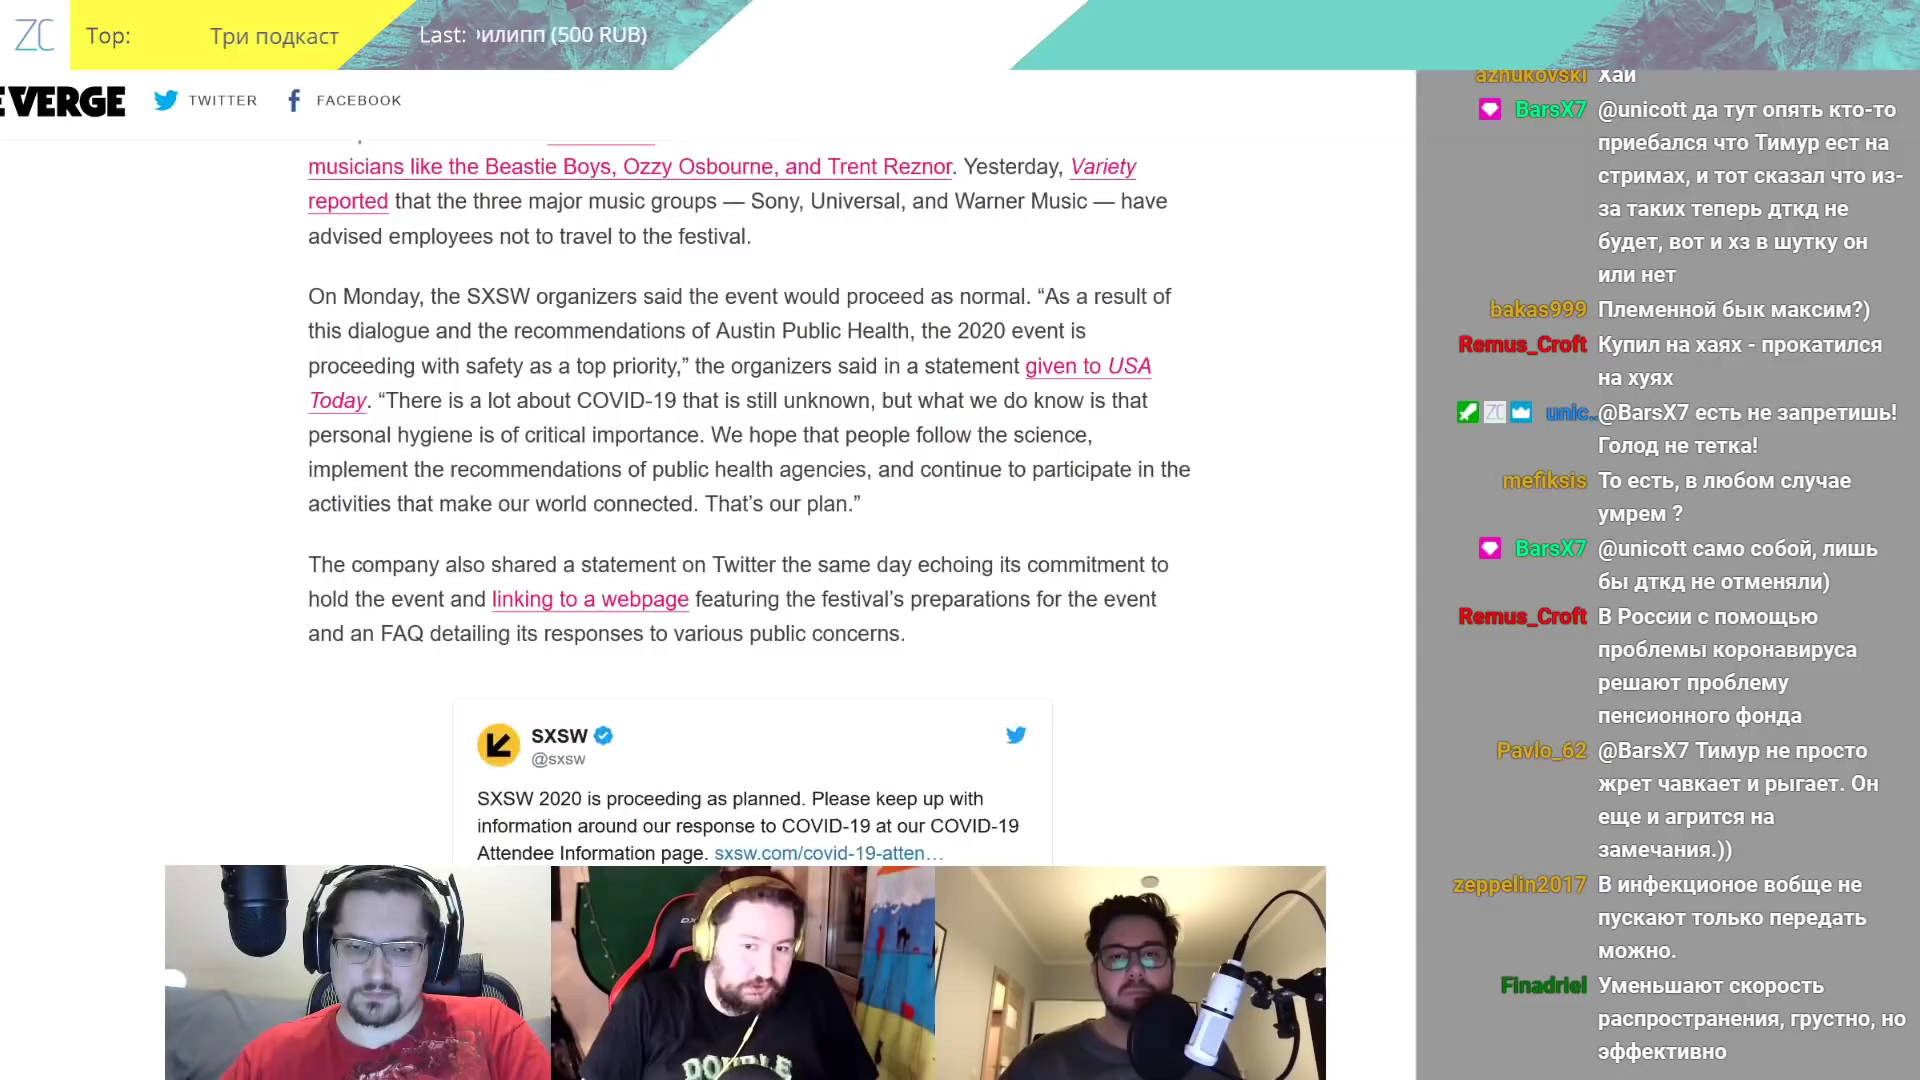 ZC
Top: Три подкаст
Last: илипп (500 RUB)
E VERGE
TWITTER
FACEBOOK
musicians like the Beastie Boys, Ozzy Osbourne, and Trent Reznor. Yesterday, Variety
reported that the three major music groups — Sony, Universal, and Warner Music — have
advised employees not to travel to the festival.
On Monday, the SXSW organizers said the event would proceed as normal. “As a result of
this dialogue and the recommendations of Austin Public Health, the 2020 event is
proceeding with safety as a top priority,” the organizers said in a statement given to USA
Today. “There is a lot about COVID-19 that is still unknown, but what we do know is that
personal hygiene is of critical importance. We hope that people follow the science,
implement the recommendations of public health agencies, and continue to participate in the
activities that make our world connected. That’s our plan.”
The company also shared a statement on Twitter the same day echoing its commitment to
hold the event and linking to a webpage featuring the festival’s preparations for the event
and an FAQ detailing its responses to various public concerns.
SXSW
@sxsw
SXSW 2020 is proceeding as planned. Please keep up with
information around our response to COVID-19 at our COVID-19
Attendee Information page. sxsw.com/covid-19-atten…
DOUBLE
azhukovski Хай
BarsX7 @unicott да тут опять кто-то
приебался что Тимур ест на
стримах, и тот сказал что из-
за таких теперь дткд не
будет, вот и хз в шутку он
или нет
bakas999 Племенной бык максим?)
Remus_Croft Купил на хаях - прокатился
на хуях
ZC unic.. @BarsX7 есть не запретишь!
Голод не тетка!
mefiksis То есть, в любом случае
умрем ?
BarsX7 @unicott само собой, лишь
бы дткд не отменяли)
Remus_Croft В России с помощью
проблемы коронавируса
решают проблему
пенсионного фонда
Pavlo_62 @BarsX7 Тимур не просто
жрет чавкает и рыгает. Он
еще и агрится на
замечания.))
zeppelin2017 В инфекционое вобще не
пускают только передать
можно.
Finadriel Уменьшают скорость
распространения, грустно, но
эффективно